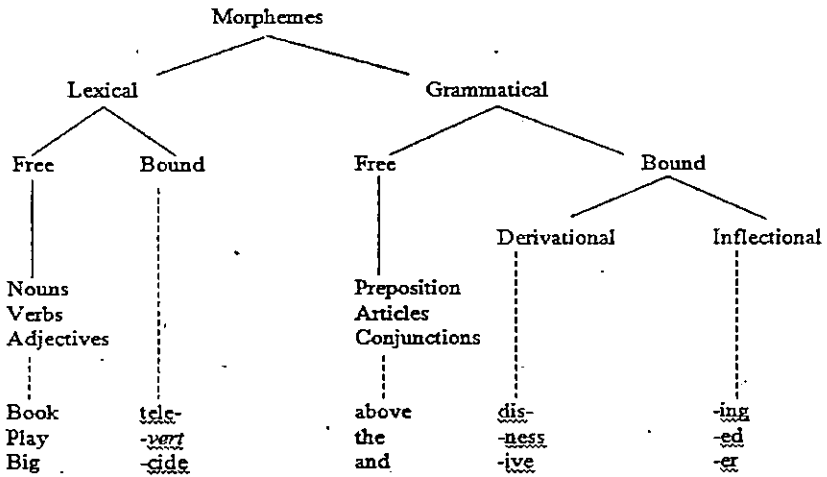 Morphemes
Lexical Grammatical
Free Bound Free Bound
Derivational Inflectional
Nouns Preposition
Verbs Articles
Adjectives Conjunctions
Book tele- above dis- -ing
Play -vert the -ness -ed
Big -cide and -ive -er